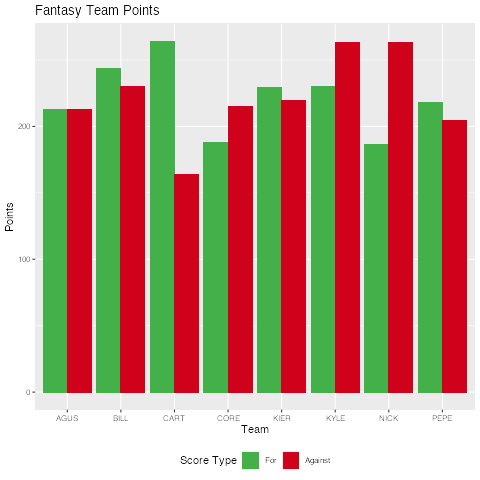 Fantasy Team Points
Points
200
100
0
AGUS BILL CART CORE KIER KYLE NICK PEPE
Team
Score Type For Against